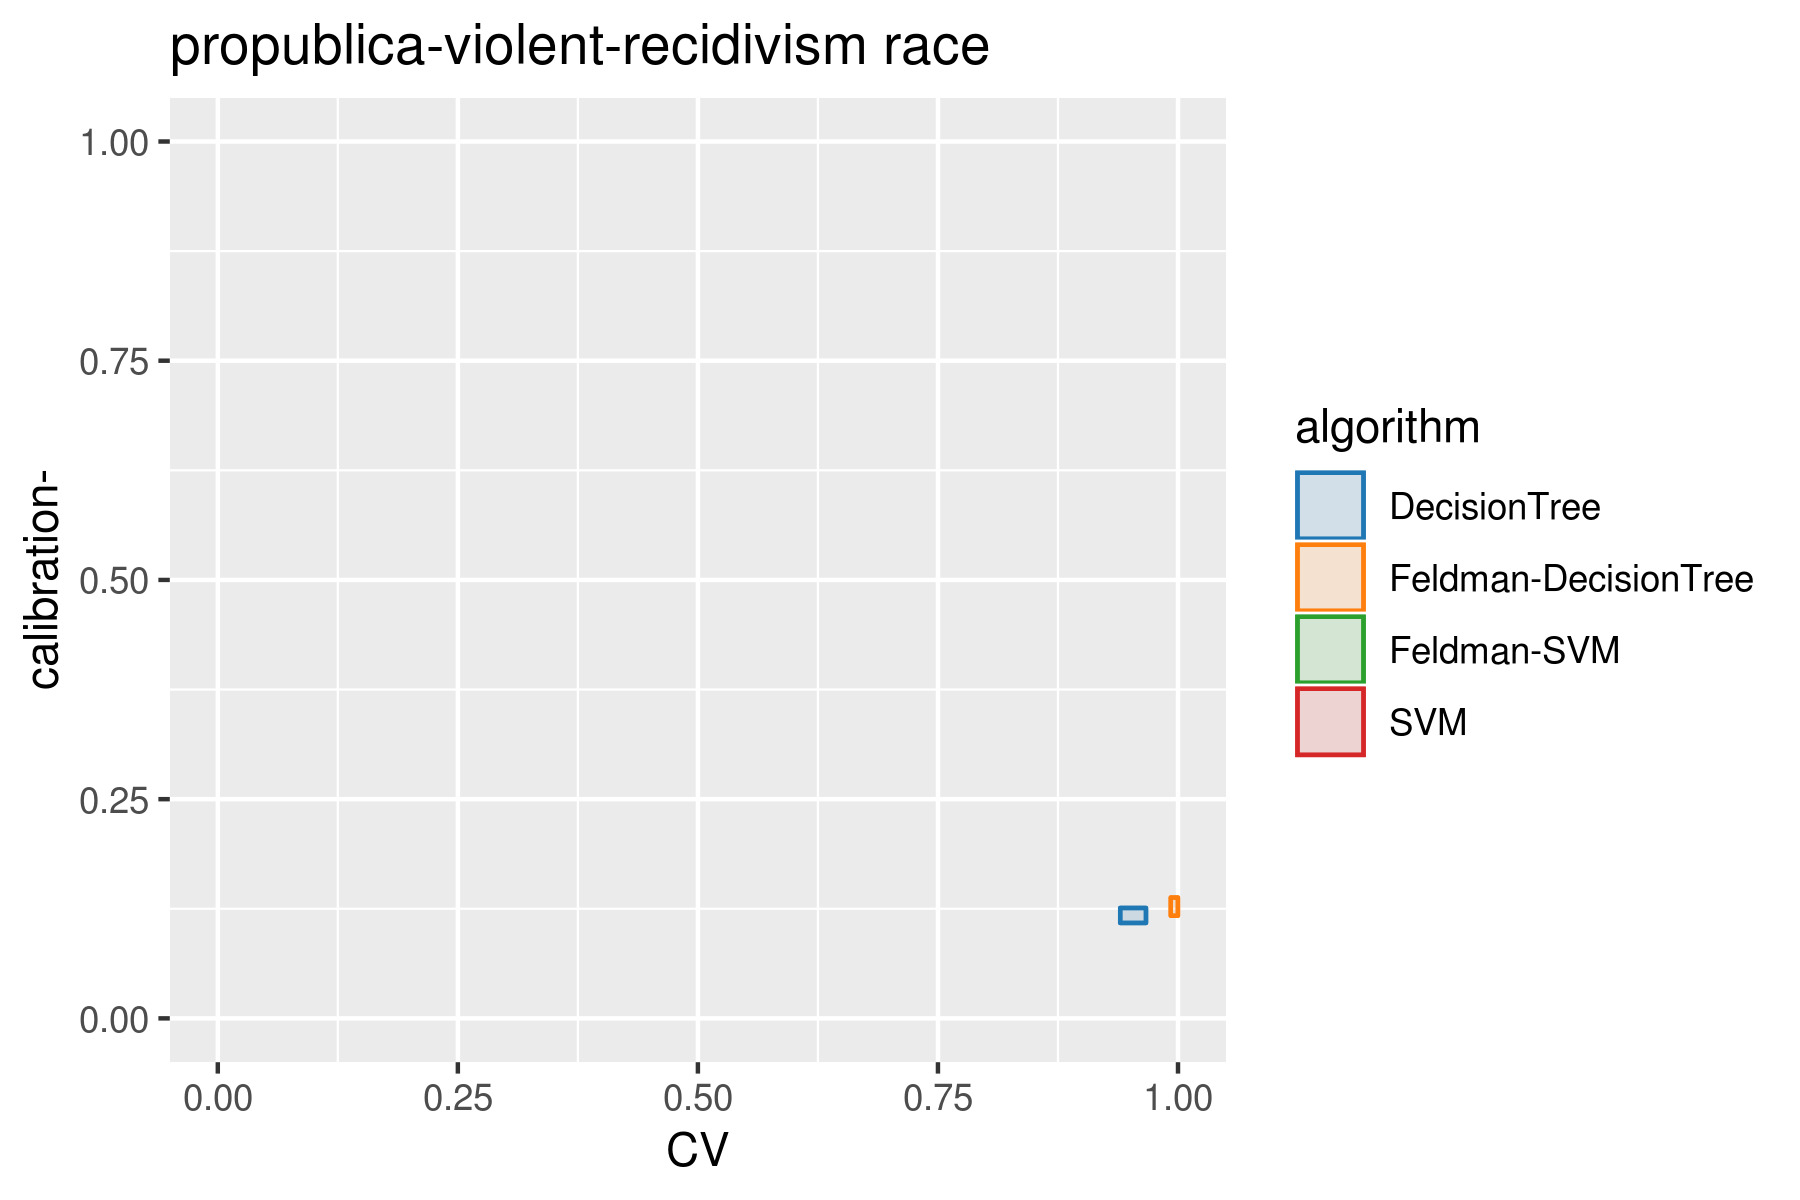 propublica-violent-recidivism race
1.00
0.75
0.50
0.25
0.00
calibration-
0.00 0.25 0.50 0.75 1.00
CV
algorithm
DecisionTree
Feldman-DecisionTree
Feldman-SVM
SVM